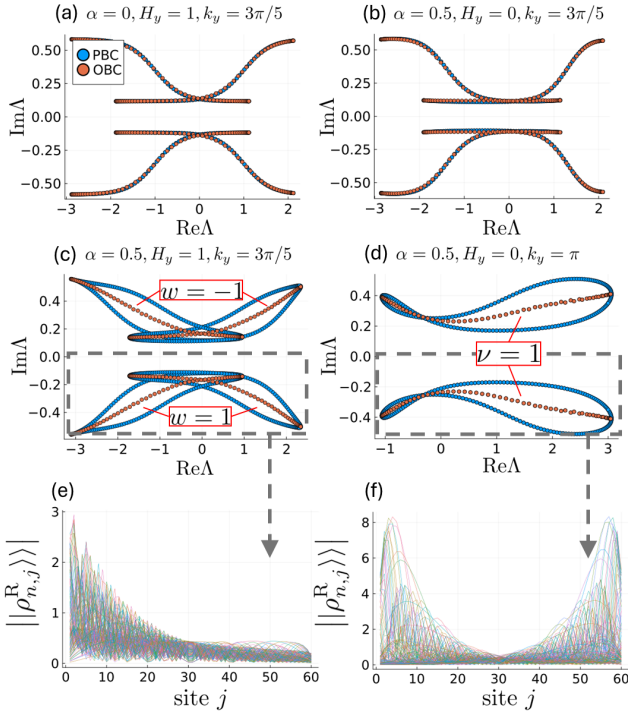 (a) α = 0, H_y = 1, k_y = 3π/5
(b) α = 0.5, H_y = 0, k_y = 3π/5
0.50
0.25
0.00
−0.25
−0.50
ImΛ
PBC
OBC
−3 −2 −1 0 1 2
ReΛ
0.50
0.25
0.00
−0.25
−0.50
ImΛ
−3 −2 −1 0 1 2
ReΛ
(c) α = 0.5, H_y = 1, k_y = 3π/5
(d) α = 0.5, H_y = 0, k_y = π
0.4
0.2
0.0
−0.2
−0.4
ImΛ
w = −1
w = 1
−3 −2 −1 0 1 2
ReΛ
0.4
0.2
0.0
−0.2
−0.4
ImΛ
ν = 1
−1 0 1 2 3
ReΛ
(e)
(f)
3
2
1
0
||ρ^R_{n,j}⟩⟩|
0 10 20 30 40 50 60
site j
8
6
4
2
0
||ρ^R_{n,j}⟩⟩|
0 10 20 30 40 50 60
site j